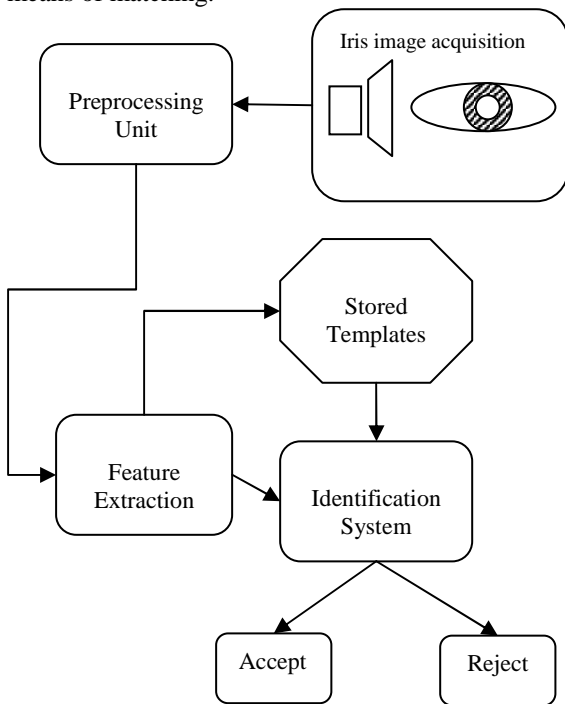 means of matching.
Iris image acquisition
Preprocessing
Unit
Stored
Templates
Feature
Extraction
Identification
System
Accept
Reject